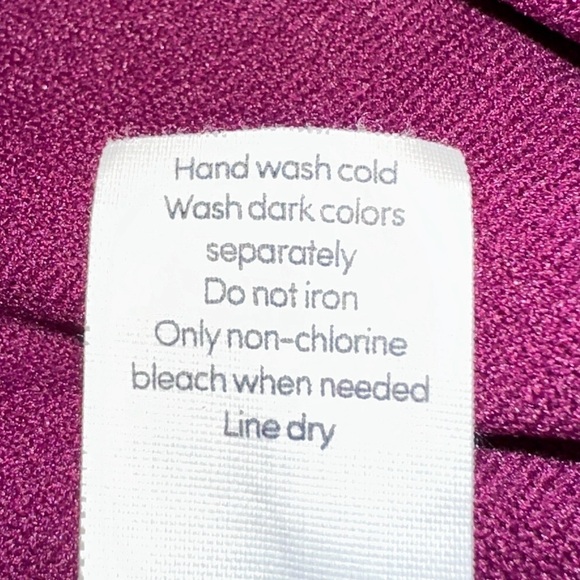 Hand wash cold
Wash dark colors
separately
Do not iron
Only non-chlorine
bleach when needed
Line dry